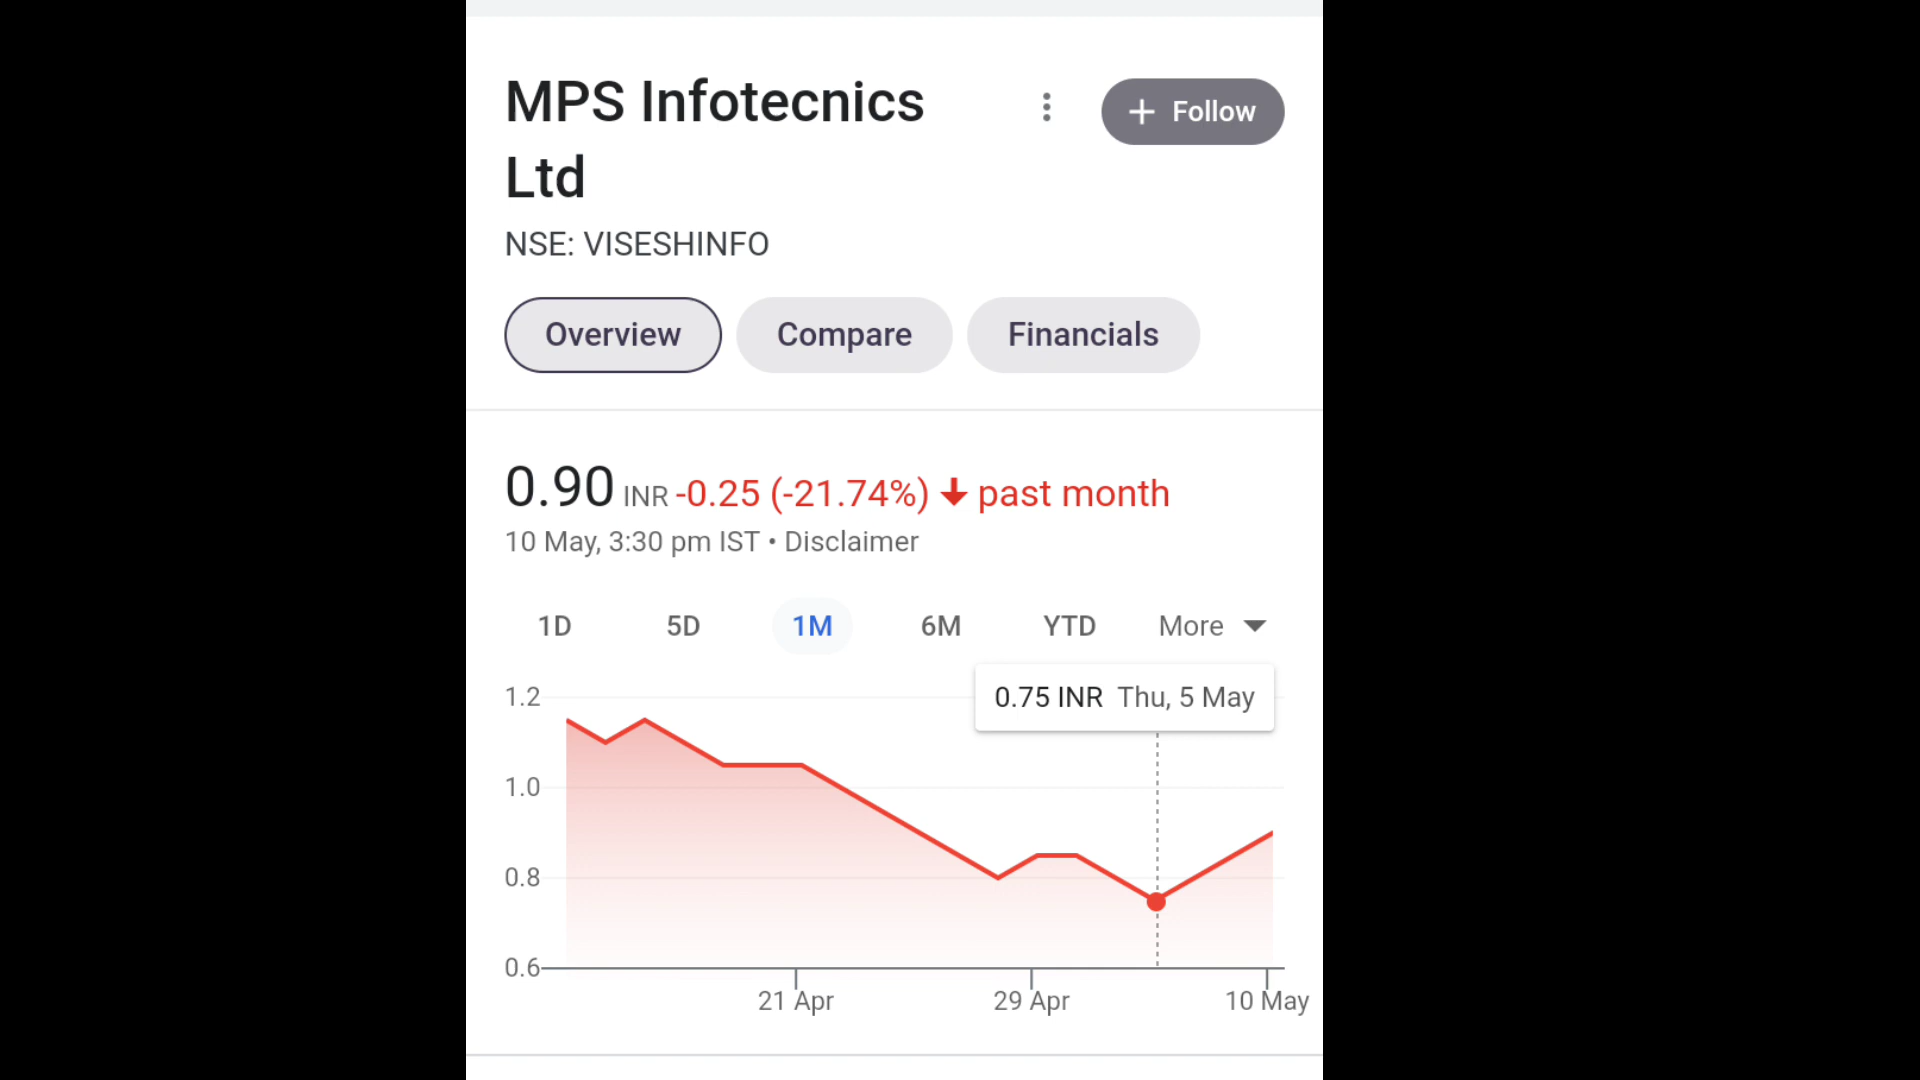 MPS Infotecnics
Ltd
+ Follow
NSE: VISESHINFO
Overview Compare Financials
0.90 INR -0.25 (-21.74%) ↓ past month
10 May, 3:30 pm IST • Disclaimer
1D 5D 1M 6M YTD More
0.75 INR Thu, 5 May
1.2
1.0
0.8
0.6
21 Apr 29 Apr 10 May